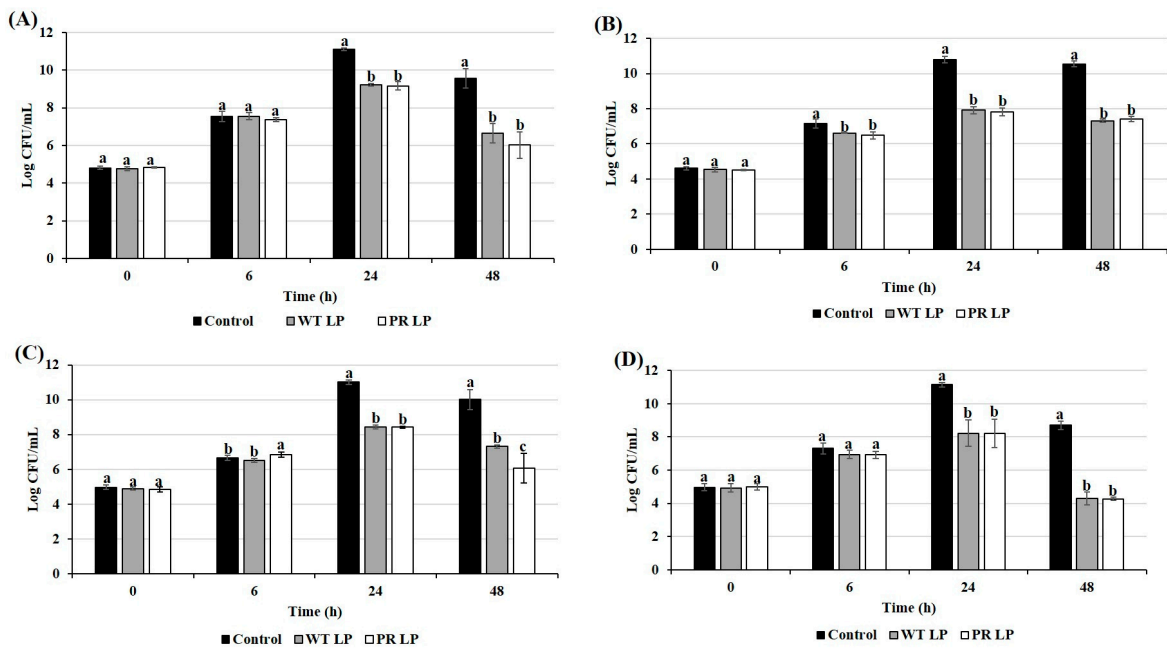 (A)
12
10
8
6
4
2
0
Log CFU/mL
a a a
a a a
a b b
a b b
0 6 24 48
Time (h)
Control WT LP PR LP
(B)
12
10
8
6
4
2
0
Log CFU/mL
a a a
a b b
a b b
a b b
0 6 24 48
Time (h)
Control WT LP PR LP
(C)
12
10
8
6
4
2
0
Log CFU/mL
a a a
b b a
a b b
a b c
0 6 24 48
Time (h)
Control WT LP PR LP
(D)
12
10
8
6
4
2
0
Log CFU/mL
a a a
a a a
a b b
a b b
0 6 24 48
Time (h)
Control WT LP PR LP